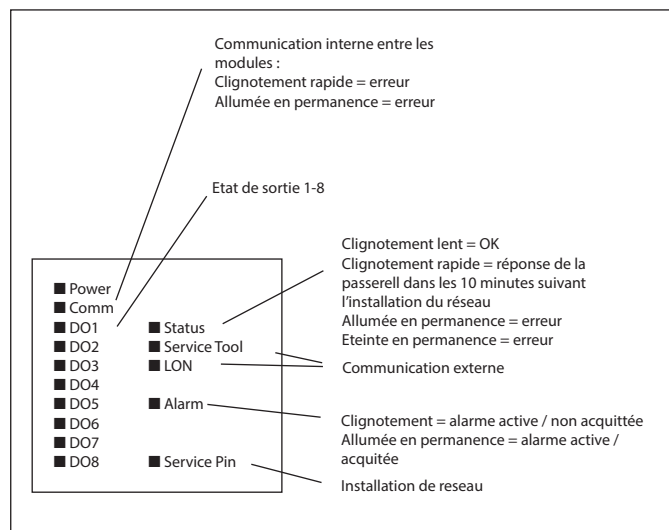 Communication interne entre les
modules :
Clignotement rapide = erreur
Allumée en permanence = erreur
Etat de sortie 1-8
Clignotement lent = OK
Clignotement rapide = réponse de la
passerell dans les 10 minutes suivant
l'installation du réseau
Allumée en permanence = erreur
Eteinte en permanence = erreur
Communication externe
Clignotement = alarme active / non acquittée
Allumée en permanence = alarme active /
acquitée
Installation de reseau
Power
Comm
DO1
DO2
DO3
DO4
DO5
DO6
DO7
DO8
Status
Service Tool
LON
Alarm
Service Pin